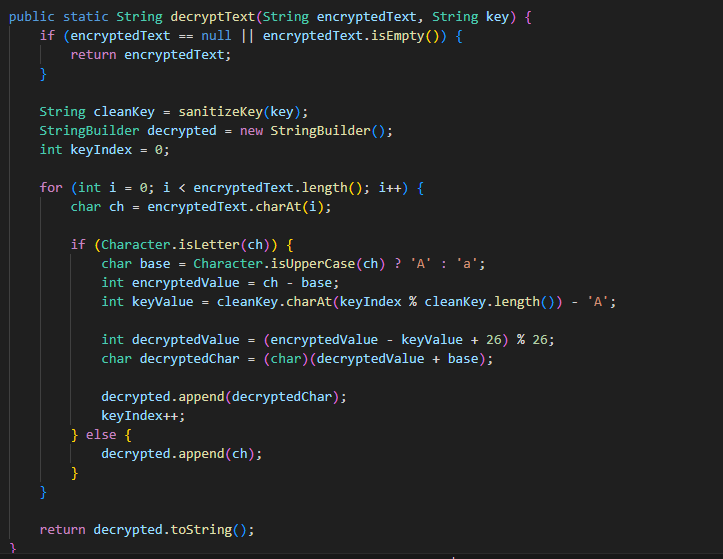 public static String decryptText(String encryptedText, String key) {
    if (encryptedText == null || encryptedText.isEmpty()) {
        return encryptedText;
    }

    String cleanKey = sanitizeKey(key);
    StringBuilder decrypted = new StringBuilder();
    int keyIndex = 0;

    for (int i = 0; i < encryptedText.length(); i++) {
        char ch = encryptedText.charAt(i);

        if (Character.isLetter(ch)) {
            char base = Character.isUpperCase(ch) ? 'A' : 'a';
            int encryptedValue = ch - base;
            int keyValue = cleanKey.charAt(keyIndex % cleanKey.length()) - 'A';

            int decryptedValue = (encryptedValue - keyValue + 26) % 26;
            char decryptedChar = (char)(decryptedValue + base);

            decrypted.append(decryptedChar);
            keyIndex++;
        } else {
            decrypted.append(ch);
        }
    }

    return decrypted.toString();
}